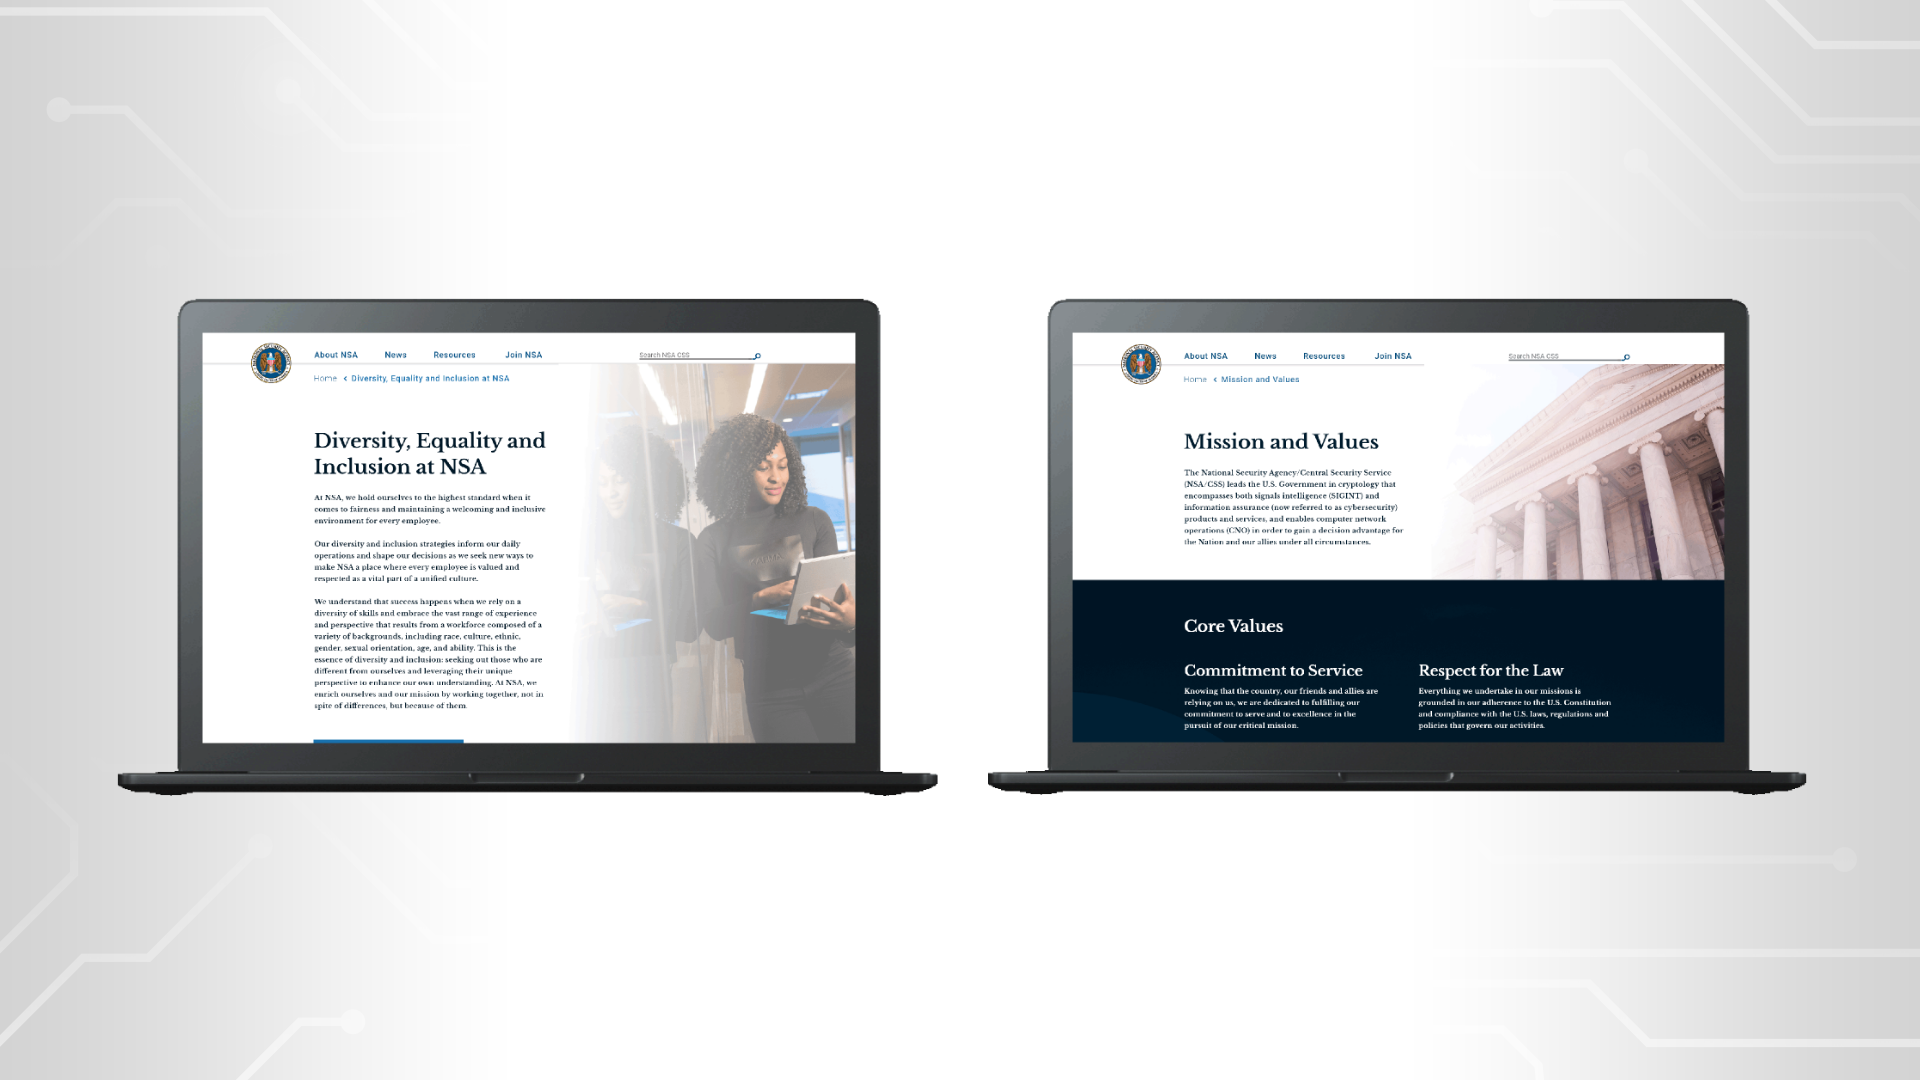 About NSA News Resources Join NSA Search NSA CSS
Home < Diversity, Equality and Inclusion at NSA
Diversity, Equality and
Inclusion at NSA
At NSA, we hold ourselves to the highest standard when it
comes to fairness and maintaining a welcoming and inclusive
environment for every employee.
Our diversity and inclusion strategies inform our daily
operations and shape our decisions as we seek new ways to
make NSA a place where every employee is valued and
respected as a vital part of a unified culture.
We understand that success happens when we rely on a
diversity of skills and embrace the vast range of experience
and perspective that results from a workforce composed of a
variety of backgrounds, including race, culture, ethnic,
gender, sexual orientation, age, and ability. This is the
essence of diversity and inclusion: seeking out those who are
different from ourselves and leveraging their unique
perspective to enhance our own understanding. At NSA, we
enrich ourselves and our mission by working together, not in
spite of differences, but because of them.
About NSA News Resources Join NSA Search NSA CSS
Home < Mission and Values
Mission and Values
The National Security Agency/Central Security Service
(NSA/CSS) leads the U.S. Government in cryptology that
encompasses both signals intelligence (SIGINT) and
information assurance (now referred to as cybersecurity)
products and services, and enables computer network
operations (CNO) in order to gain a decision advantage for
the Nation and our allies under all circumstances.
Core Values
Commitment to Service
Knowing that the country, our friends and allies are
relying on us, we are dedicated to fulfilling our
commitment to serve and to excellence in the
pursuit of our critical mission.
Respect for the Law
Everything we undertake in our missions is
grounded in our adherence to the U.S. Constitution
and compliance with the U.S. laws, regulations and
policies that govern our activities.